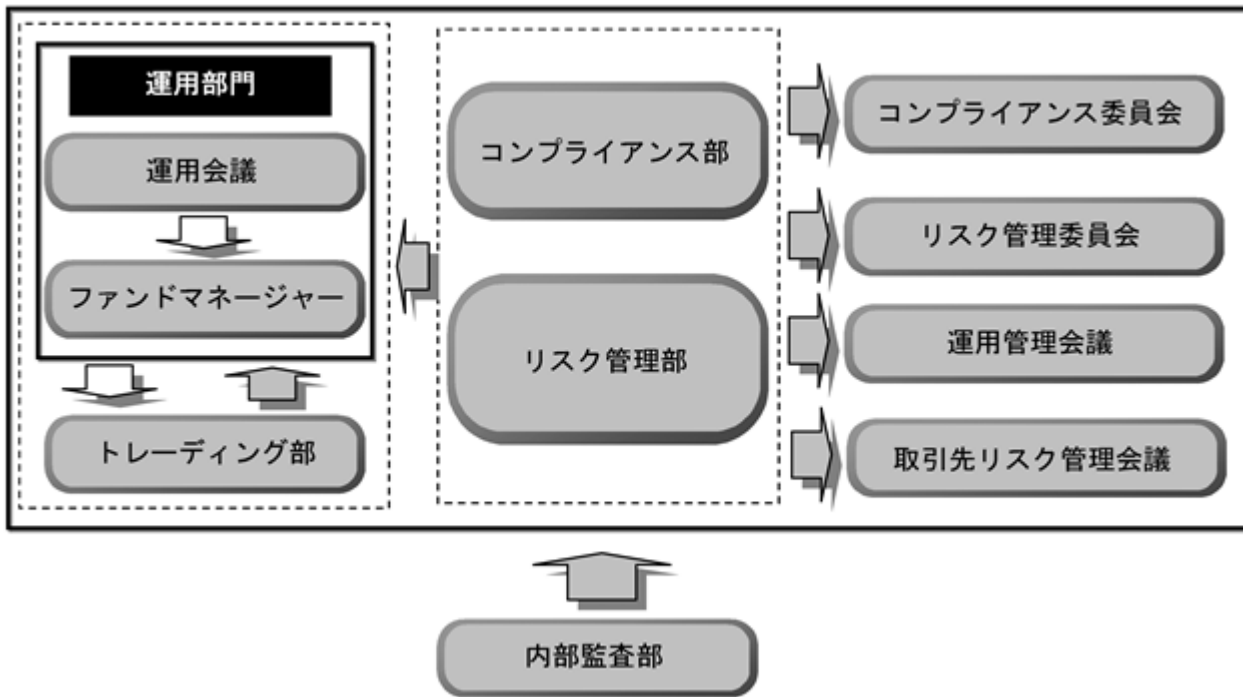 運用部門
運用会議
ファンドマネージャー
トレーディング部
コンプライアンス部
リスク管理部
コンプライアンス委員会
リスク管理委員会
運用管理会議
取引先リスク管理会議
内部監査部